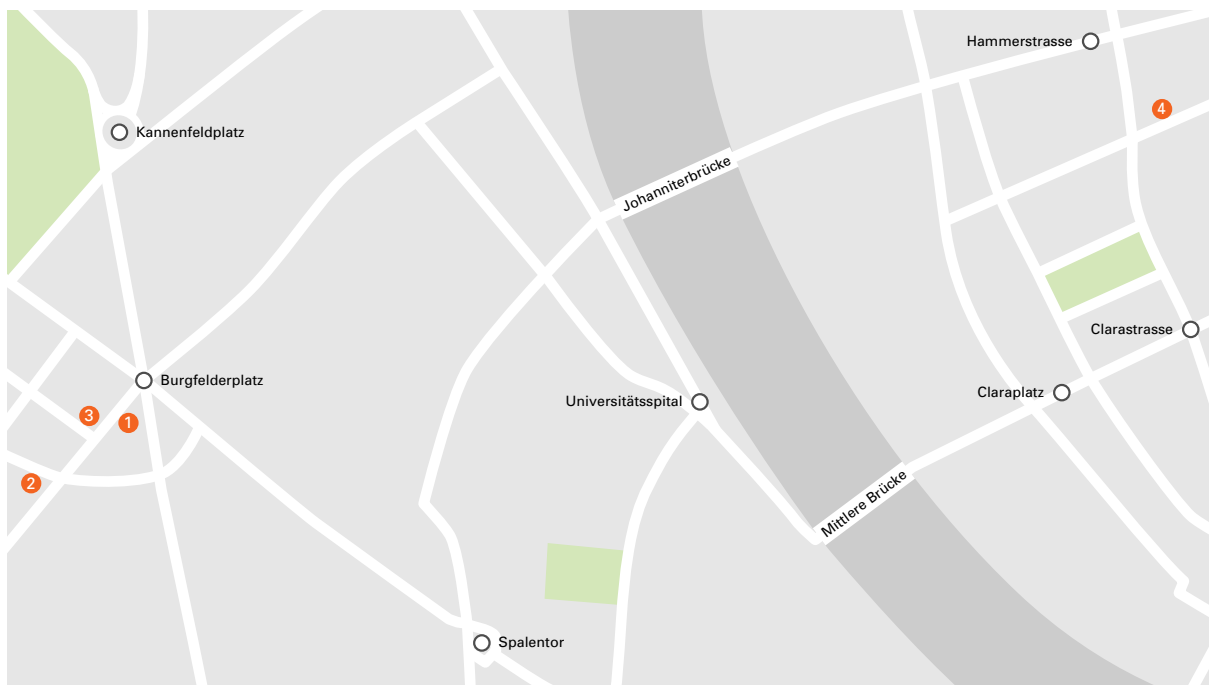 Hammerstrasse
4
Kannenfeldplatz
Johanniterbrücke
Clarastrasse
Burgfelderplatz
Claraplatz
Universitätsspital
3
1
2
Mittlere Brücke
Spalentor